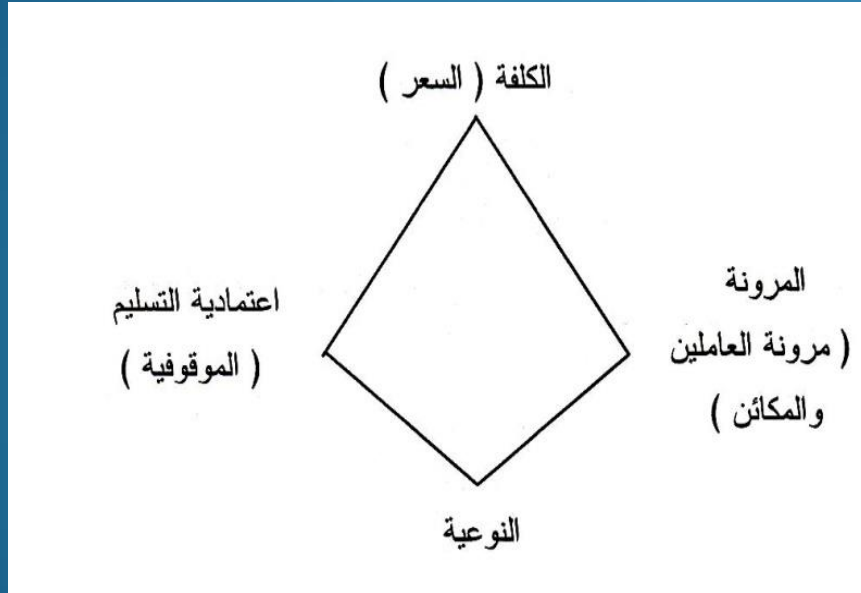 الكلفة ( السعر )
المرونة
( مرونة العاملين
والمكائن )
اعتمادية التسليم
( الموقوفية )
النوعية